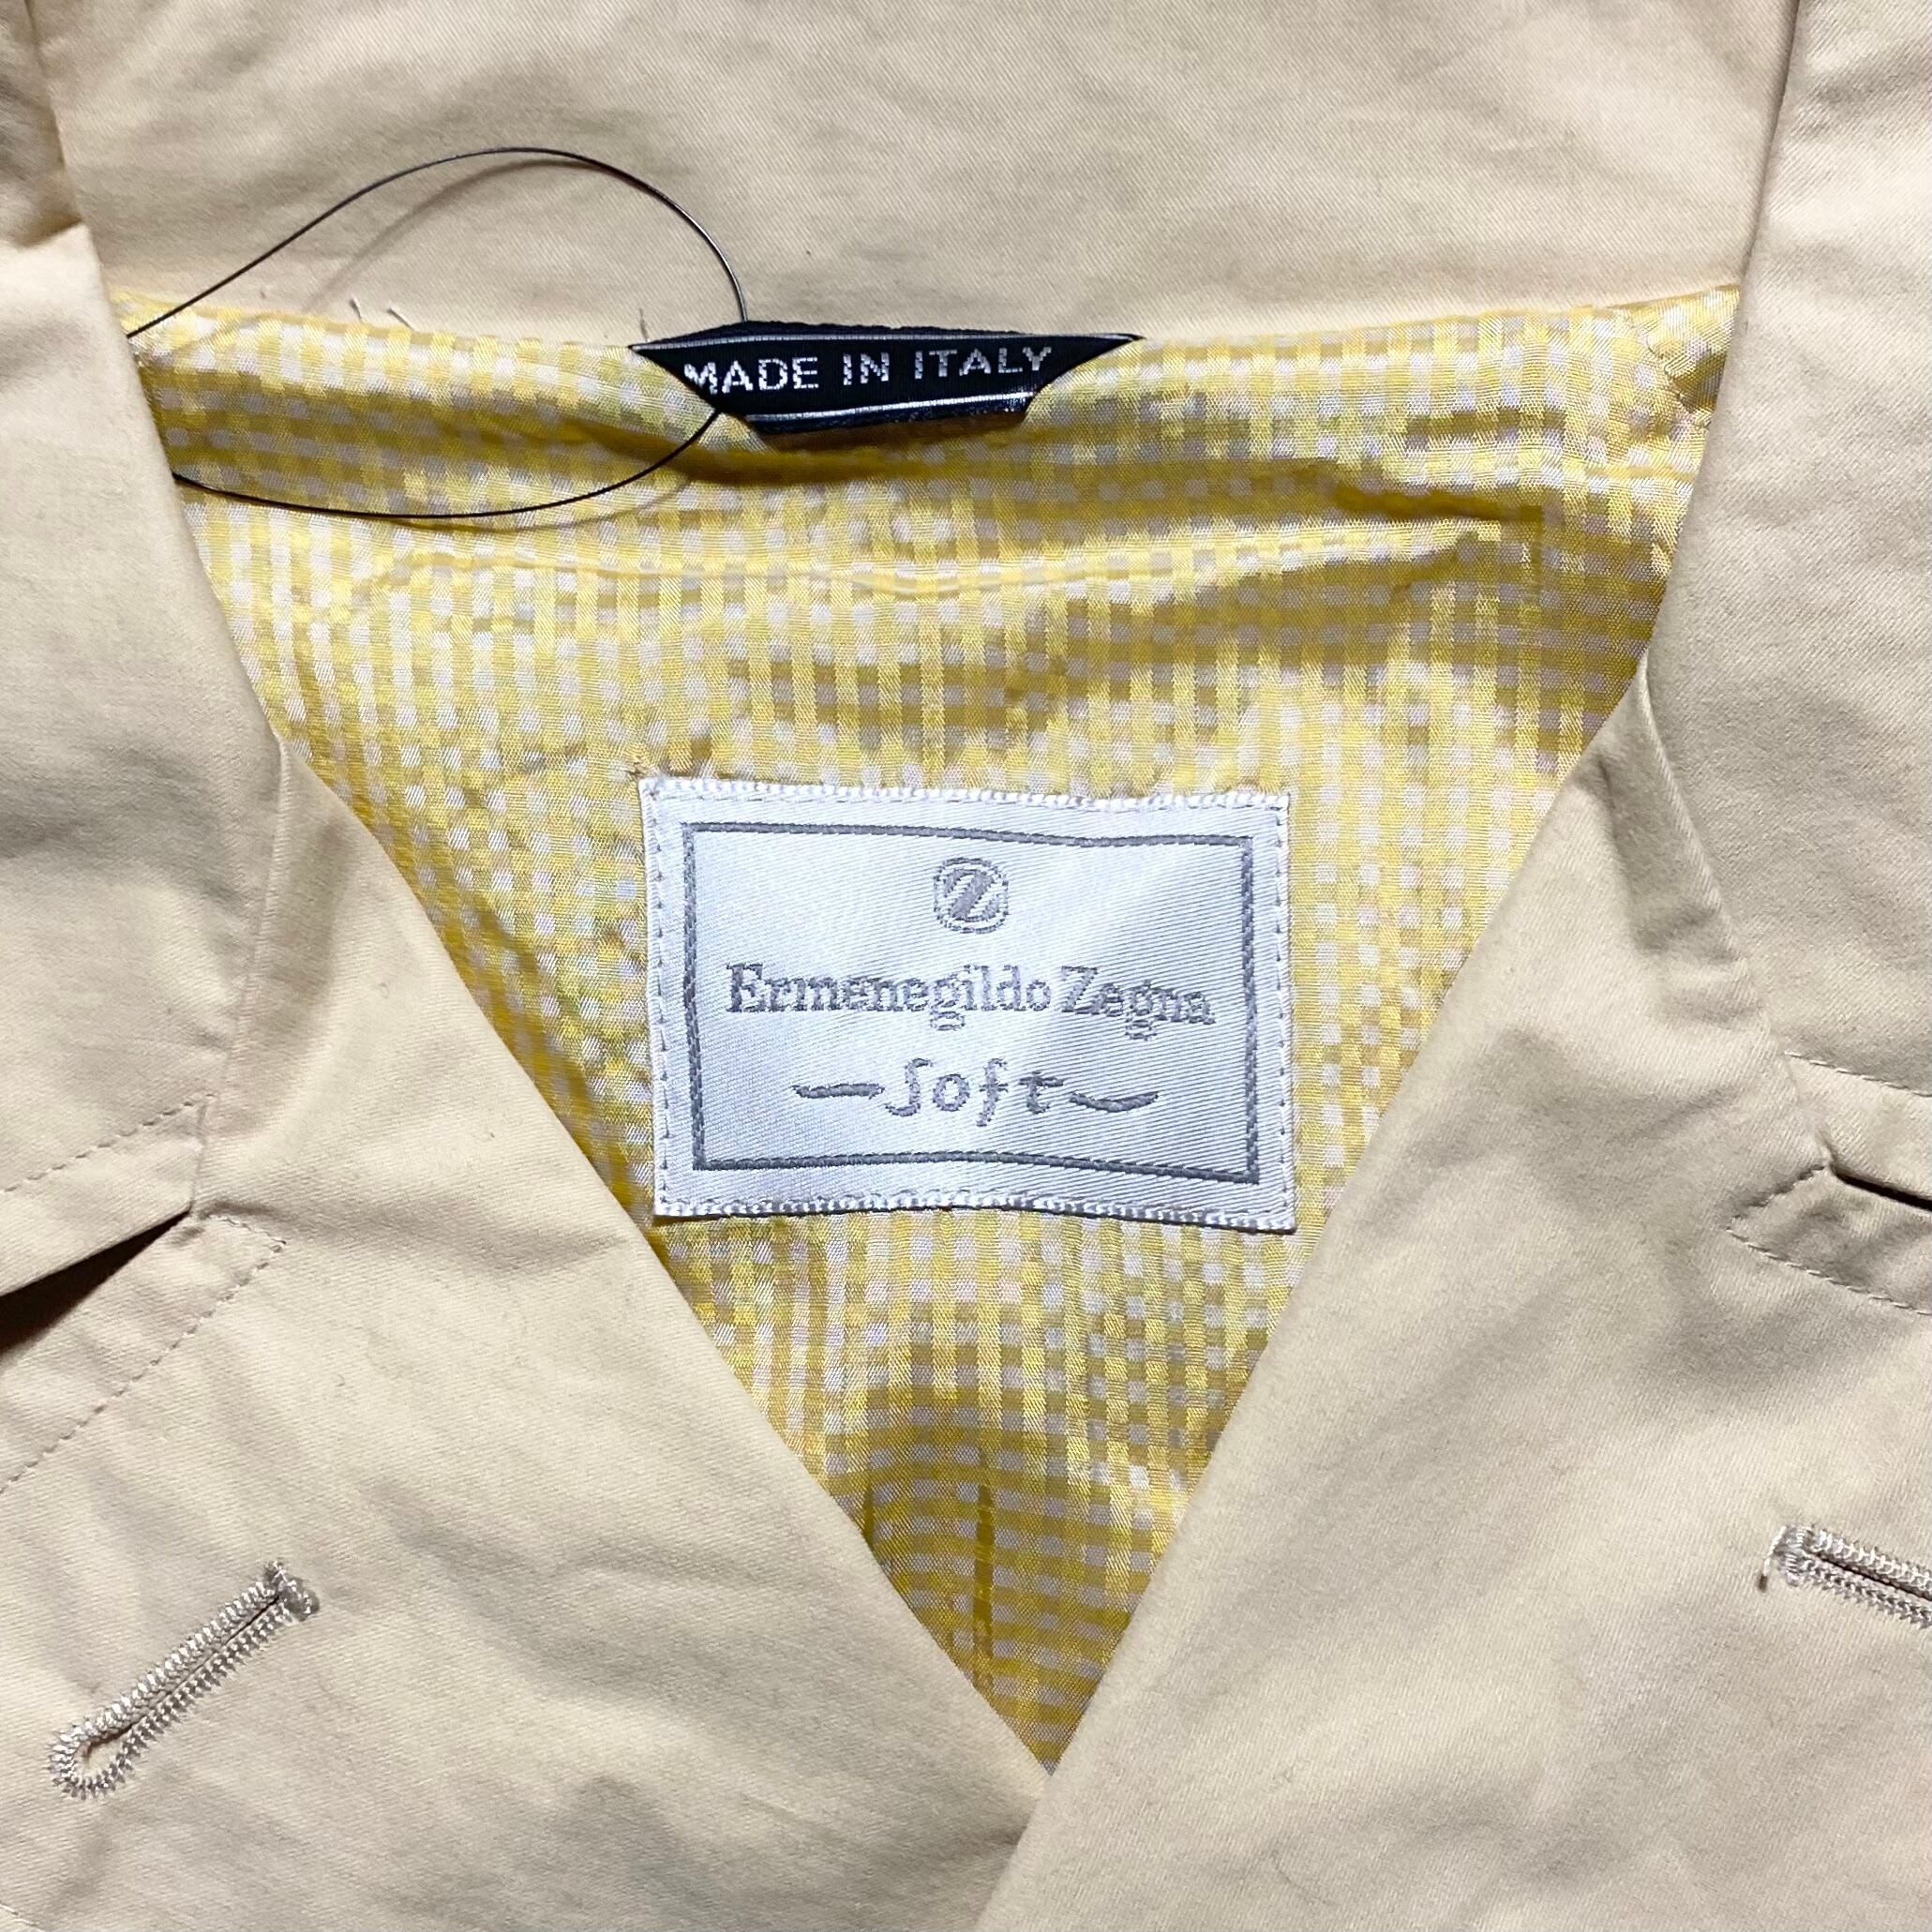 MADE IN ITALY
Z
Ermenegildo Zegna
Soft